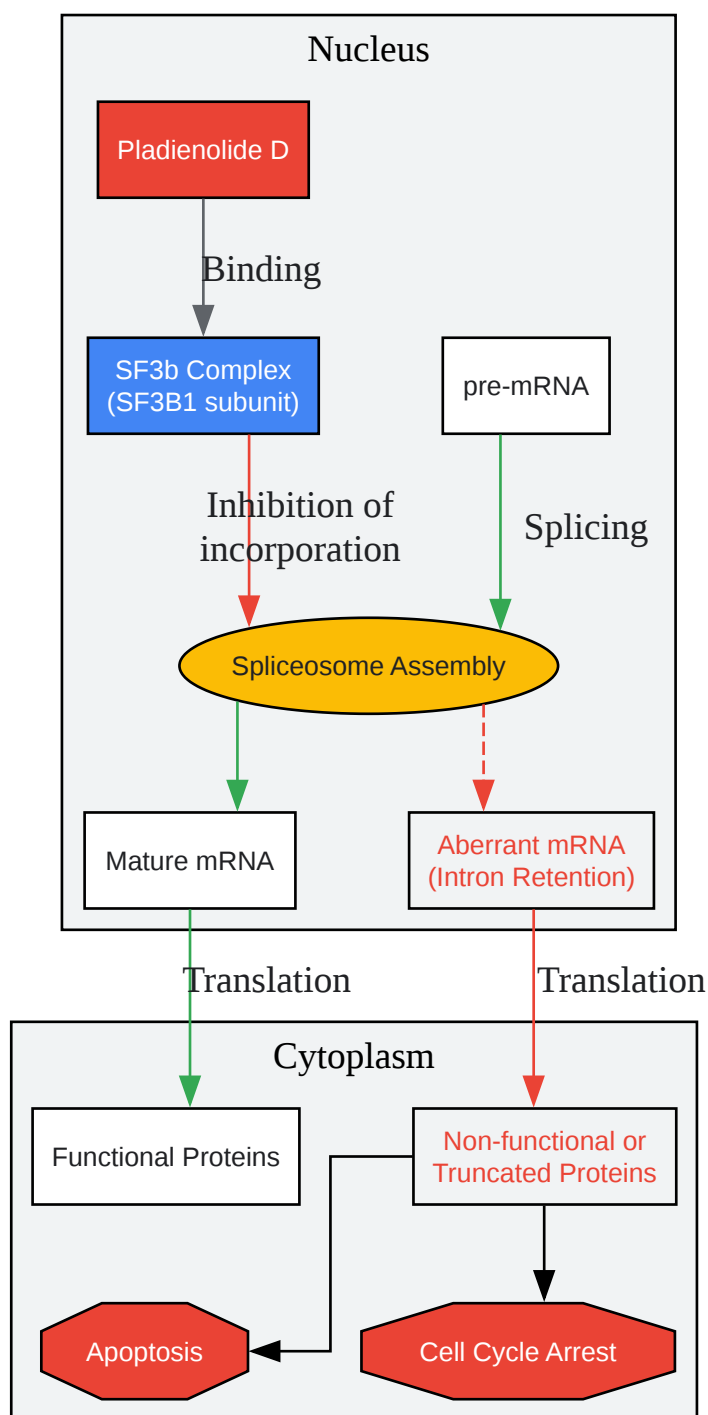 Nucleus
Pladienolide D
Binding
SF3b Complex
(SF3B1 subunit)
pre-mRNA
Inhibition of
incorporation
Splicing
Spliceosome Assembly
Mature mRNA
Aberrant mRNA
(Intron Retention)
Translation
Translation
Cytoplasm
Functional Proteins
Non-functional or
Truncated Proteins
Apoptosis
Cell Cycle Arrest